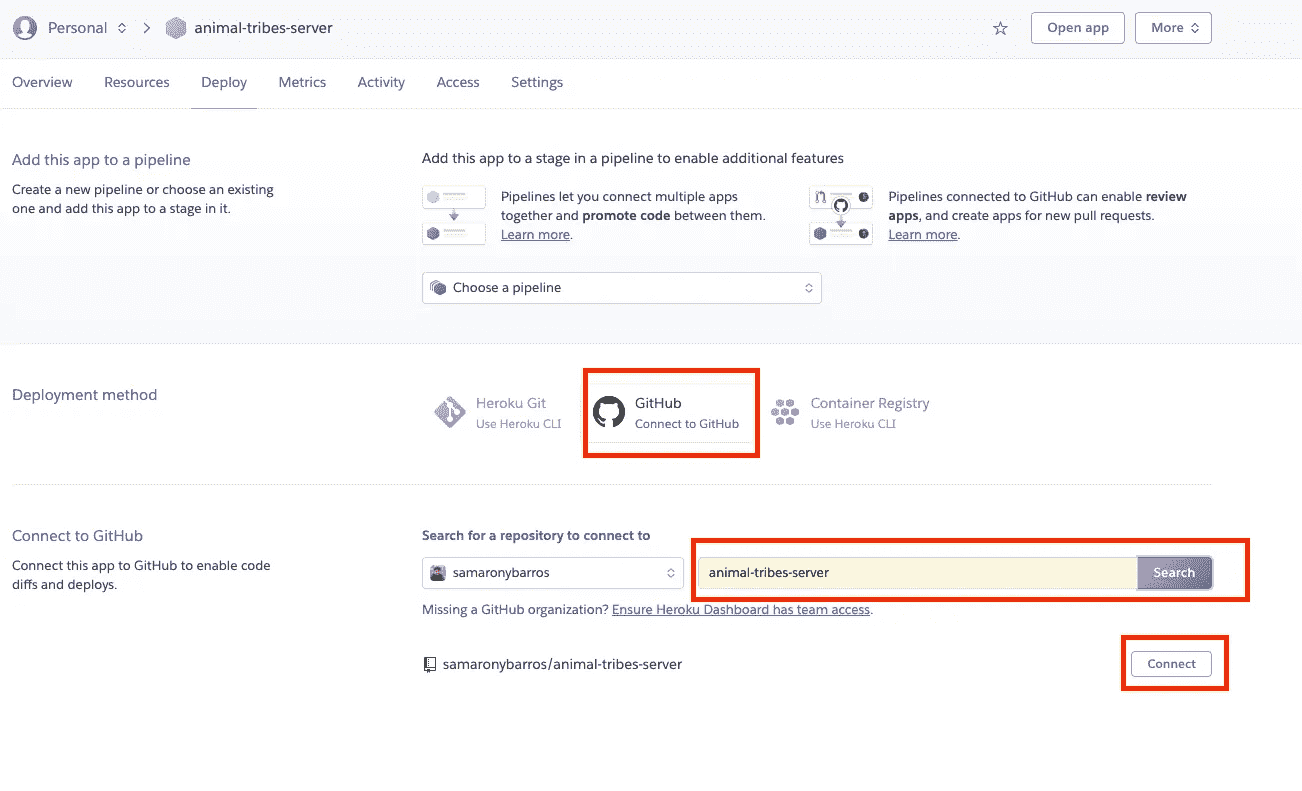 Personal animal-tribes-server Open app More
Overview Resources Deploy Metrics Activity Access Settings
Add this app to a pipeline
Create a new pipeline or choose an existing
one and add this app to a stage in it.
Add this app to a stage in a pipeline to enable additional features
Pipelines let you connect multiple apps
together and promote code between them.
Learn more.
Pipelines connected to GitHub can enable review
apps, and create apps for new pull requests.
Learn more.
Choose a pipeline
Deployment method
Heroku Git
Use Heroku CLI
GitHub
Connect to GitHub
Container Registry
Use Heroku CLI
Connect to GitHub
Connect this app to GitHub to enable code
diffs and deploys.
Search for a repository to connect to
samaronybarros animal-tribes-server Search
Missing a GitHub organization? Ensure Heroku Dashboard has team access.
samaronybarros/animal-tribes-server Connect